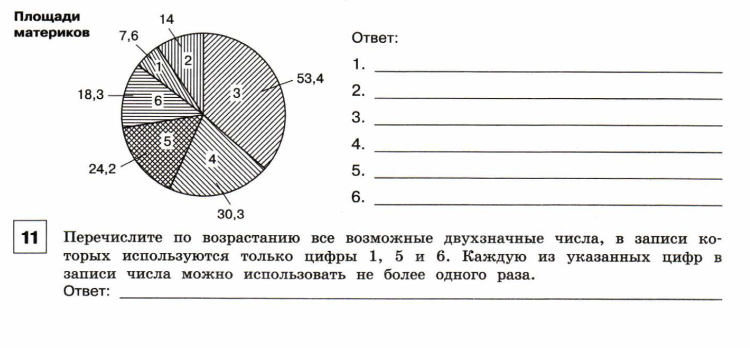 Площади
материков
14
7,6
18,3
24,2
30,3
53,4
1
2
3
6
5
4
Ответ:
1.
2.
3.
4.
5.
6.
11 Перечислите по возрастанию все возможные двухзначные числа, в записи ко-
торых используются только цифры 1, 5 и 6. Каждую из указанных цифр в
записи числа можно использовать не более одного раза.
Ответ: